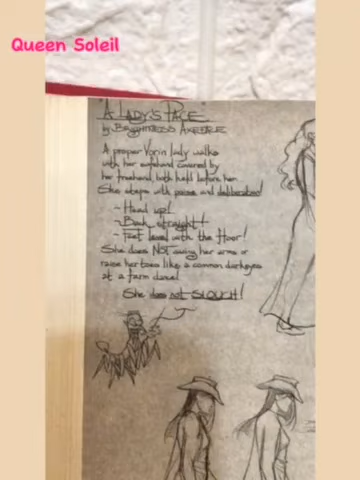 Queen Soleil
"A LADY'S PACE"
by BRIGHTNESS AXEFACE
A proper Vorin lady walks
with her safehand covered by
her freehand, both held before her.
She steps with poise and deliberation!
~ Head up!
~ Back straight!
~ Feet level with the floor!
She does NOT swing her arms or
raise her toes like a common darkeyes
at a farm dance!
She does not SLOUCH!